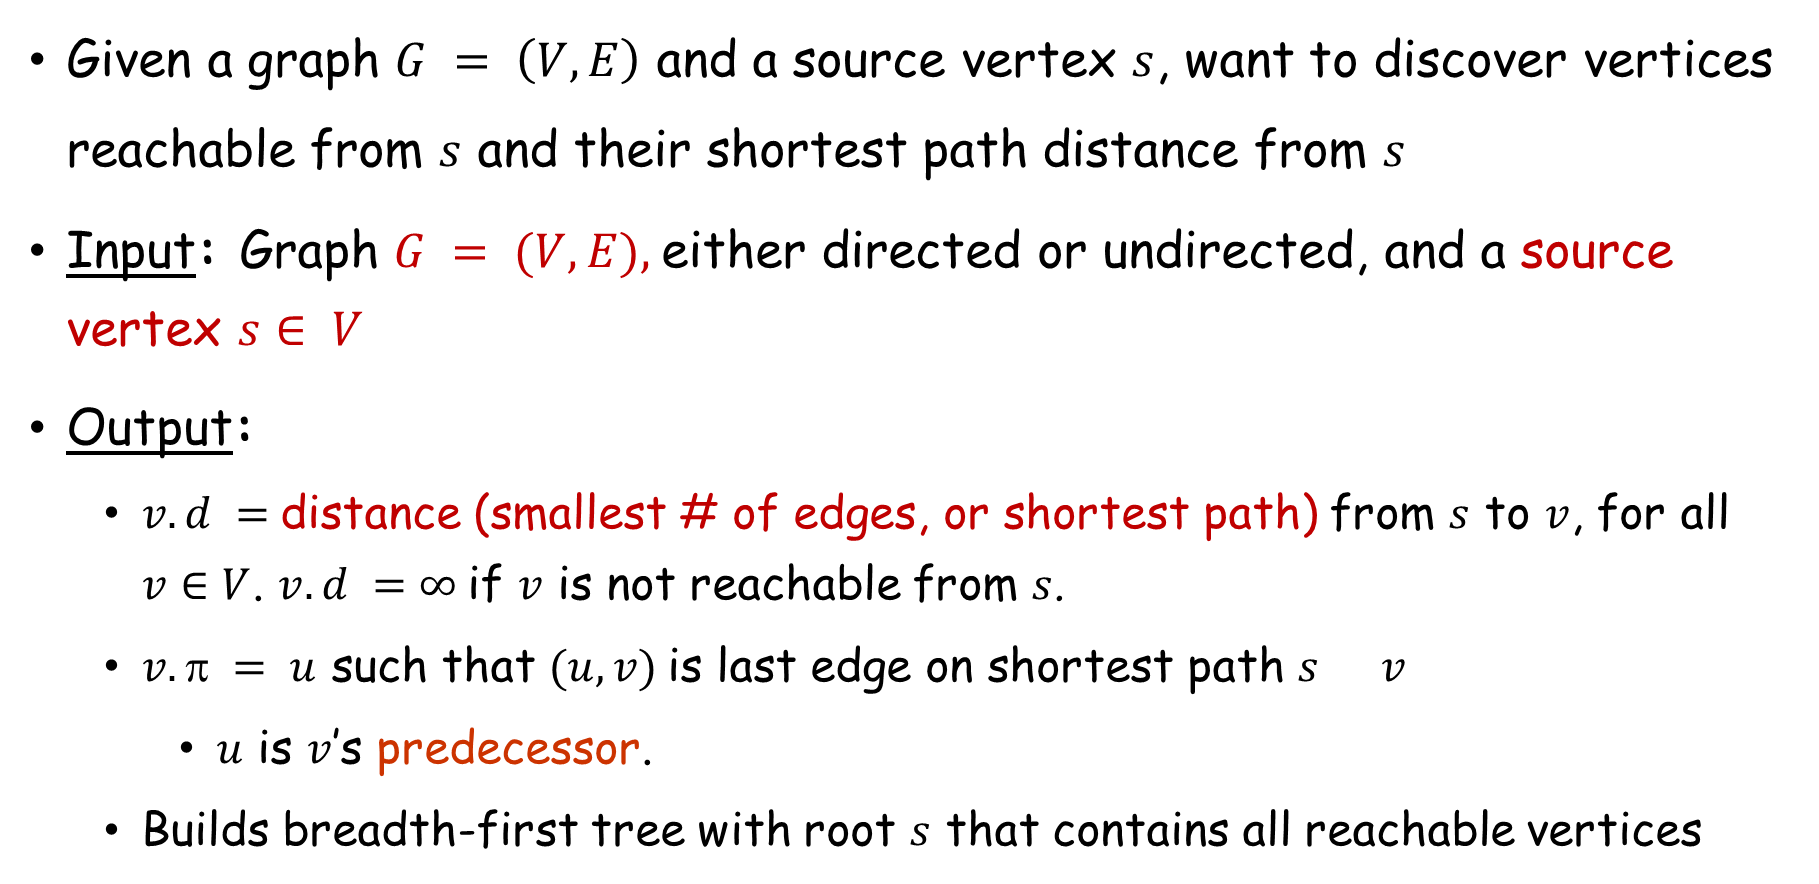 • Given a graph G = (V, E) and a source vertex s, want to discover vertices
reachable from s and their shortest path distance from s
• Input: Graph G = (V, E), either directed or undirected, and a source
vertex s ∈ V
• Output:
• v. d = distance (smallest # of edges, or shortest path) from s to v, for all
v ∈ V. v. d = ∞ if v is not reachable from s.
• v. π = u such that (u, v) is last edge on shortest path s v
• u is v's predecessor.
• Builds breadth-first tree with root s that contains all reachable vertices